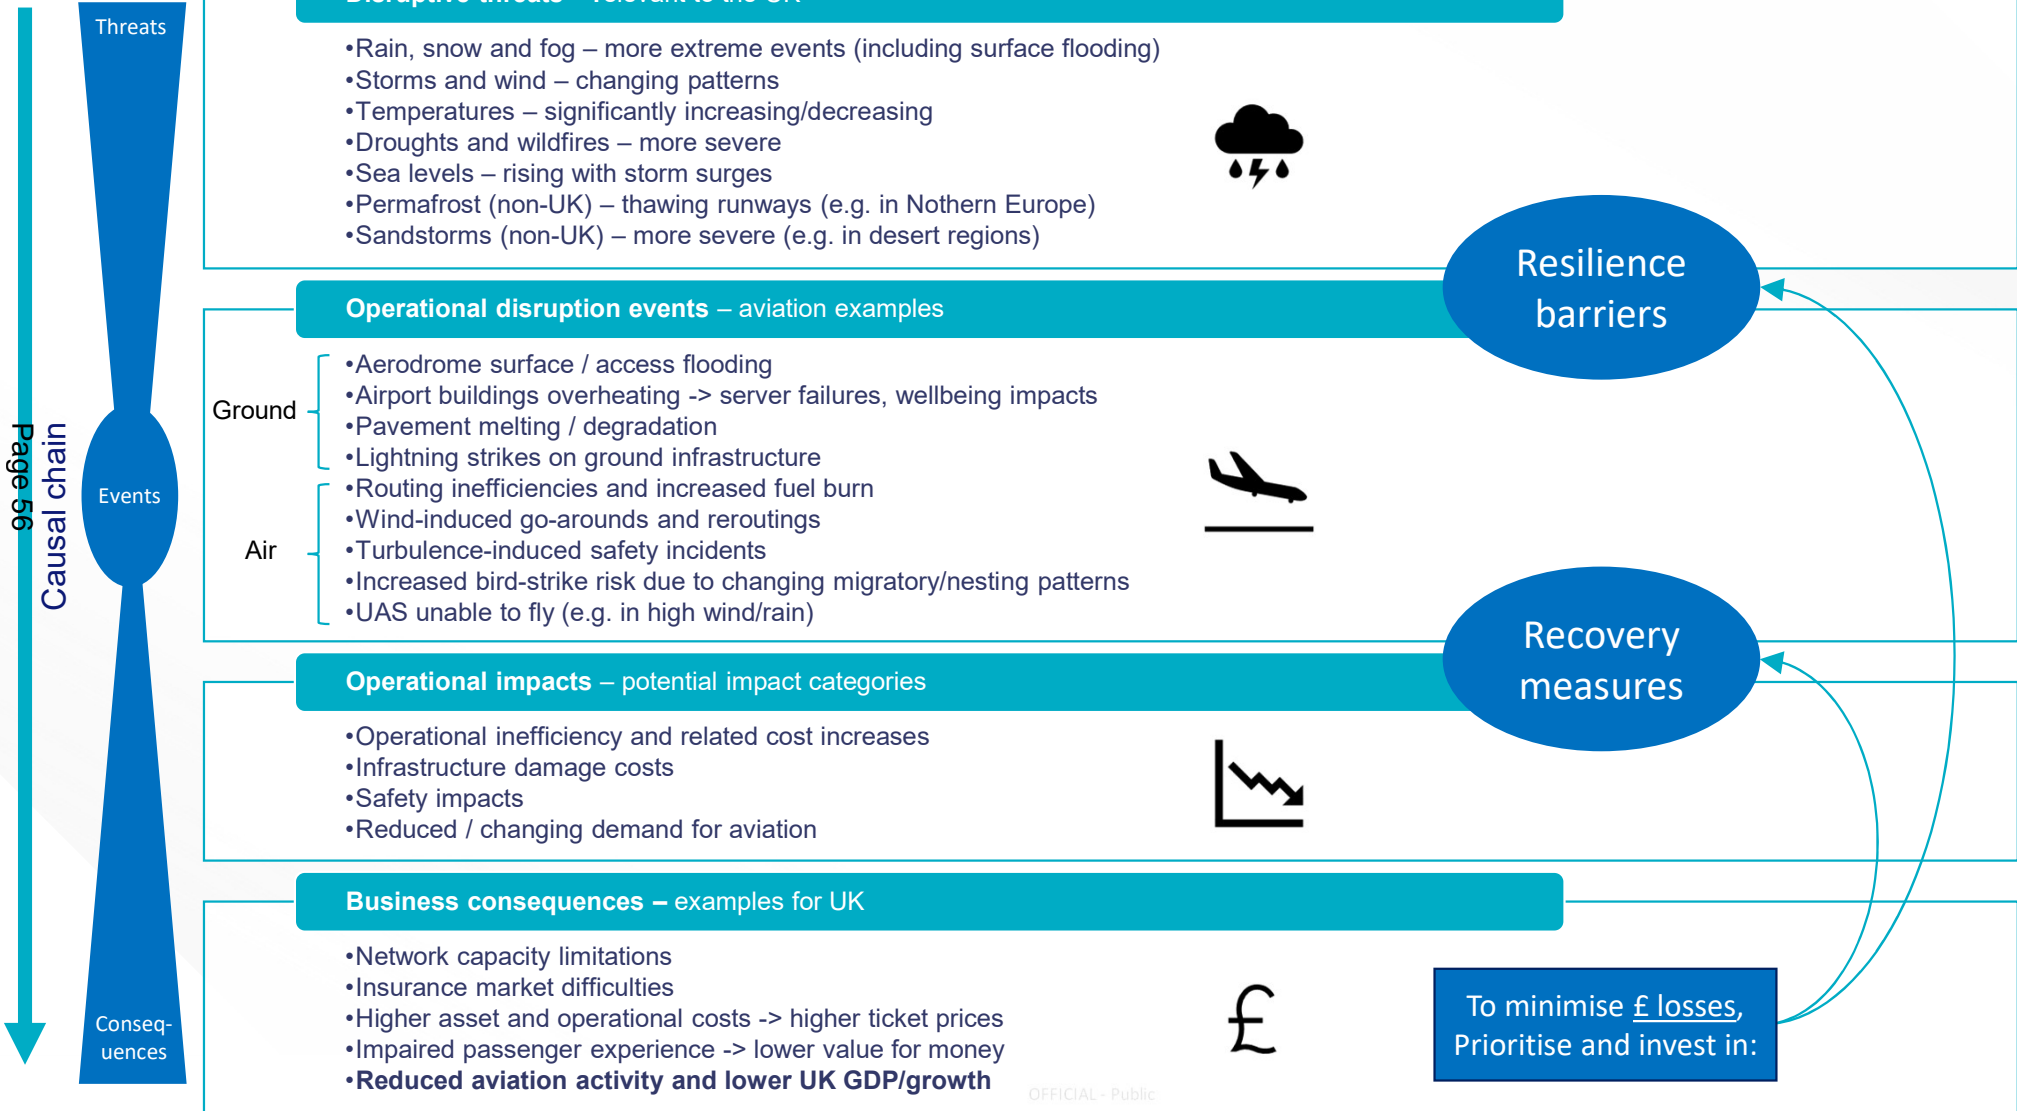 Threats
Disruptive threats – relevant to the UK
•Rain, snow and fog – more extreme events (including surface flooding)
•Storms and wind – changing patterns
•Temperatures – significantly increasing/decreasing
•Droughts and wildfires – more severe
•Sea levels – rising with storm surges
•Permafrost (non-UK) – thawing runways (e.g. in Nothern Europe)
•Sandstorms (non-UK) – more severe (e.g. in desert regions)
Resilience
barriers
Operational disruption events – aviation examples
Ground
•Aerodrome surface / access flooding
•Airport buildings overheating -> server failures, wellbeing impacts
•Pavement melting / degradation
•Lightning strikes on ground infrastructure
Page 56
Causal chain
Events
Air
•Routing inefficiencies and increased fuel burn
•Wind-induced go-arounds and reroutings
•Turbulence-induced safety incidents
•Increased bird-strike risk due to changing migratory/nesting patterns
•UAS unable to fly (e.g. in high wind/rain)
Recovery
measures
Operational impacts – potential impact categories
•Operational inefficiency and related cost increases
•Infrastructure damage costs
•Safety impacts
•Reduced / changing demand for aviation
Business consequences – examples for UK
•Network capacity limitations
•Insurance market difficulties
•Higher asset and operational costs -> higher ticket prices
•Impaired passenger experience -> lower value for money
•Reduced aviation activity and lower UK GDP/growth
£
Conseq-
uences
To minimise £ losses,
Prioritise and invest in:
OFFICIAL - Public